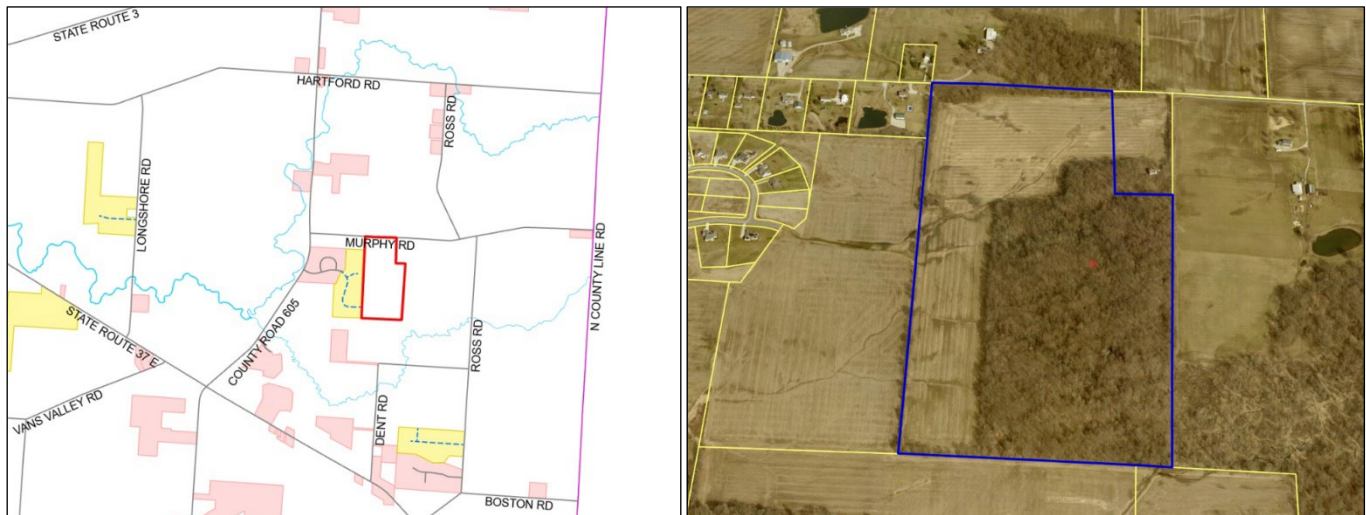 STATE ROUTE 3
HARTFORD RD
ROSS RD
LONGSHORE RD
N COUNTY LINE RD
MURPHY RD
STATE ROUTE 37 E
COUNTY ROAD 605
ROSS RD
VANS VALLEY RD
DENT RD
BOSTON RD